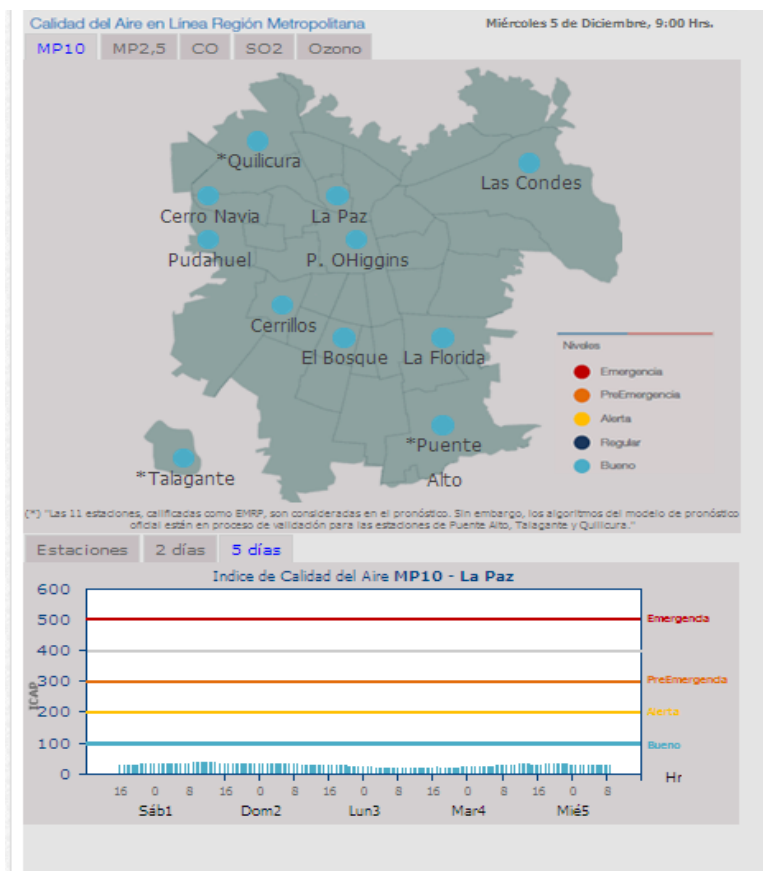 Calidad del Aire en Línea Región Metropolitana
Miércoles 5 de Diciembre, 9:00 Hrs.
MP10 MP2,5 CO SO2 Ozono
*Quilicura
Las Condes
Cerro Navia
La Paz
Pudahuel
P. OHiggins
Cerrillos
El Bosque
La Florida
*Puente
Alto
*Talagante
Niveles
Emergencia
PreEmergencia
Alerta
Regular
Bueno
(*) "Las 11 estaciones, calificadas como EMRP, son consideradas en el pronóstico. Sin embargo, los algoritmos del modelo de pronóstico
oficial están en proceso de validación para las estaciones de Puente Alto, Talagante y Quilicura."
Estaciones 2 días 5 días
Indice de Calidad del Aire MP10 - La Paz
600
500
400
300
200
100
0
ICAP
Emergencia
PreEmergencia
Alerta
Bueno
Hr
16 0 8 16 0 8 16 0 8 16 0 8 16 0 8
Sáb1 Dom2 Lun3 Mar4 Mié5